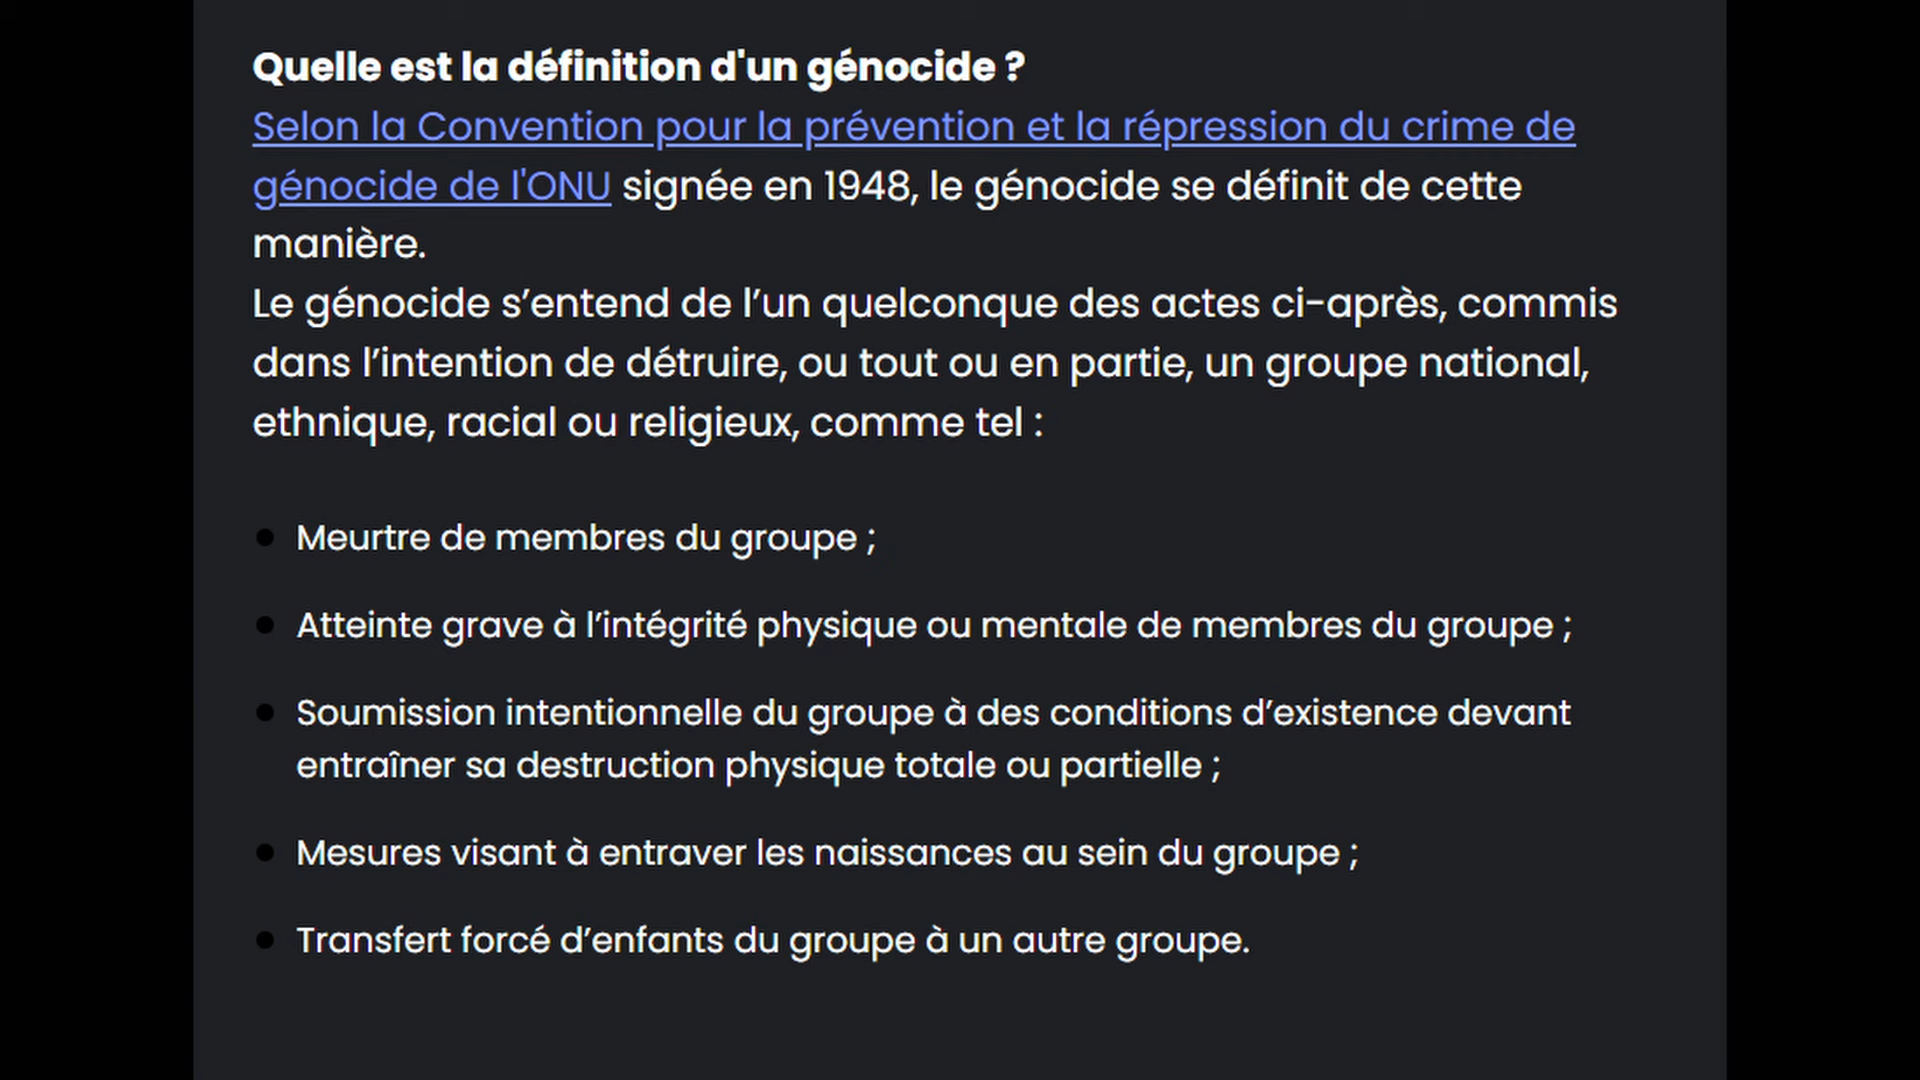 Quelle est la définition d'un génocide ?
Selon la Convention pour la prévention et la répression du crime de
génocide de l'ONU signée en 1948, le génocide se définit de cette
manière.
Le génocide s’entend de l’un quelconque des actes ci-après, commis
dans l’intention de détruire, ou tout ou en partie, un groupe national,
ethnique, racial ou religieux, comme tel :
Meurtre de membres du groupe ;
Atteinte grave à l’intégrité physique ou mentale de membres du groupe ;
Soumission intentionnelle du groupe à des conditions d’existence devant
entraîner sa destruction physique totale ou partielle ;
Mesures visant à entraver les naissances au sein du groupe ;
Transfert forcé d’enfants du groupe à un autre groupe.